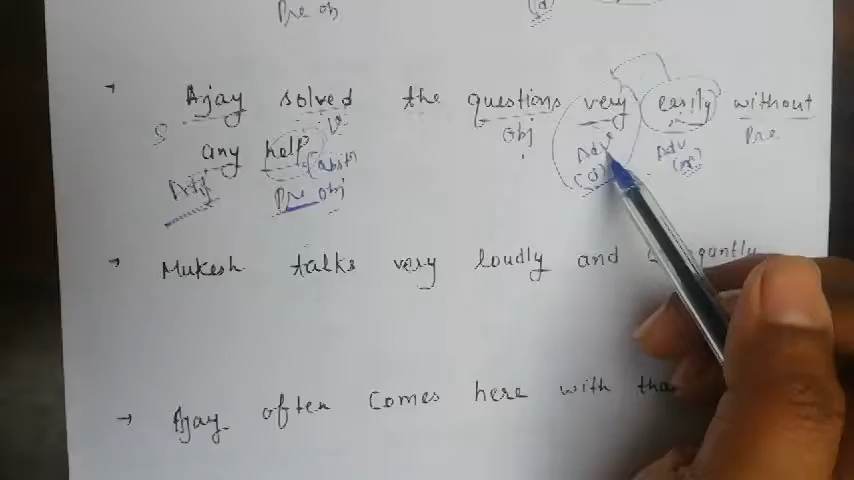 Pre obj
Ajay solved the questions very easily without
S V obj Adv Adv Pre
(d) (m)
any help
Adj (abst)
Pre obj
Mukesh talks very loudly and
Ajay often comes here with